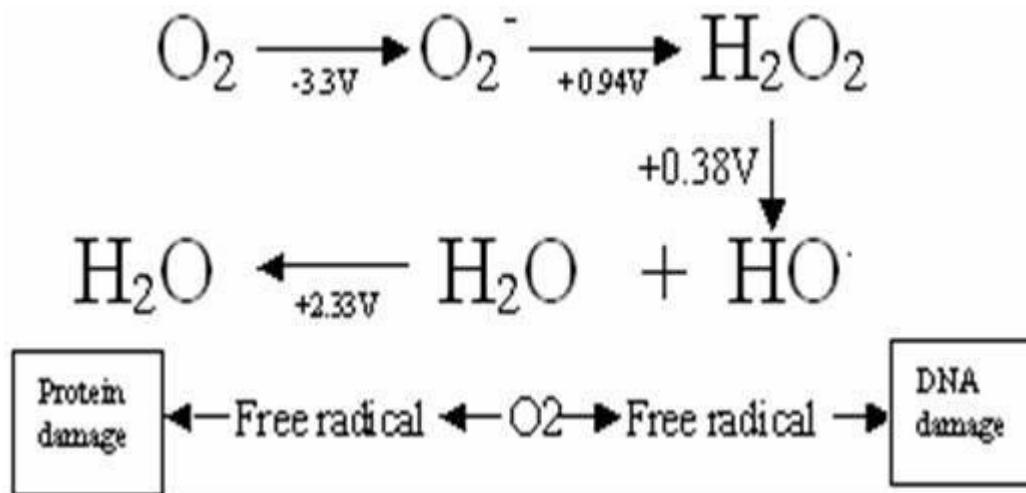 O₂ O₂⁻ H₂O₂
-3.3V +0.94V
+0.38V
H₂O H₂O + HO·
+2.33V
Protein damage Free radical O2 Free radical DNA damage